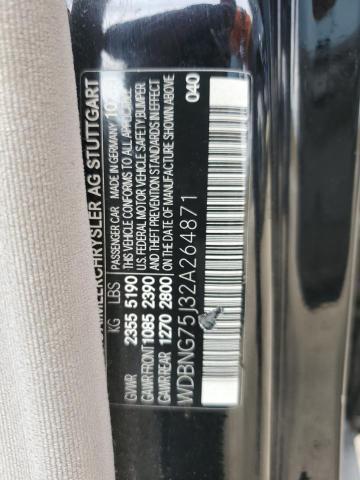 AIMLERCHRYSLER AG STUTTGART
PASSENGER CAR MADE IN GERMANY 10
KG LBS THIS VEHICLE CONFORMS TO ALL APPLICABLE
GVWR 2355 5190 U.S. FEDERAL MOTOR VEHICLE SAFETY, BUMPER
GAWR FRONT 1085 2390 AND THEFT PREVENTION STANDARDS IN EFFECT
GAWR REAR 1270 2800 ON THE DATE OF MANUFACTURE SHOWN ABOVE.
WDBNG75J32A264871
040